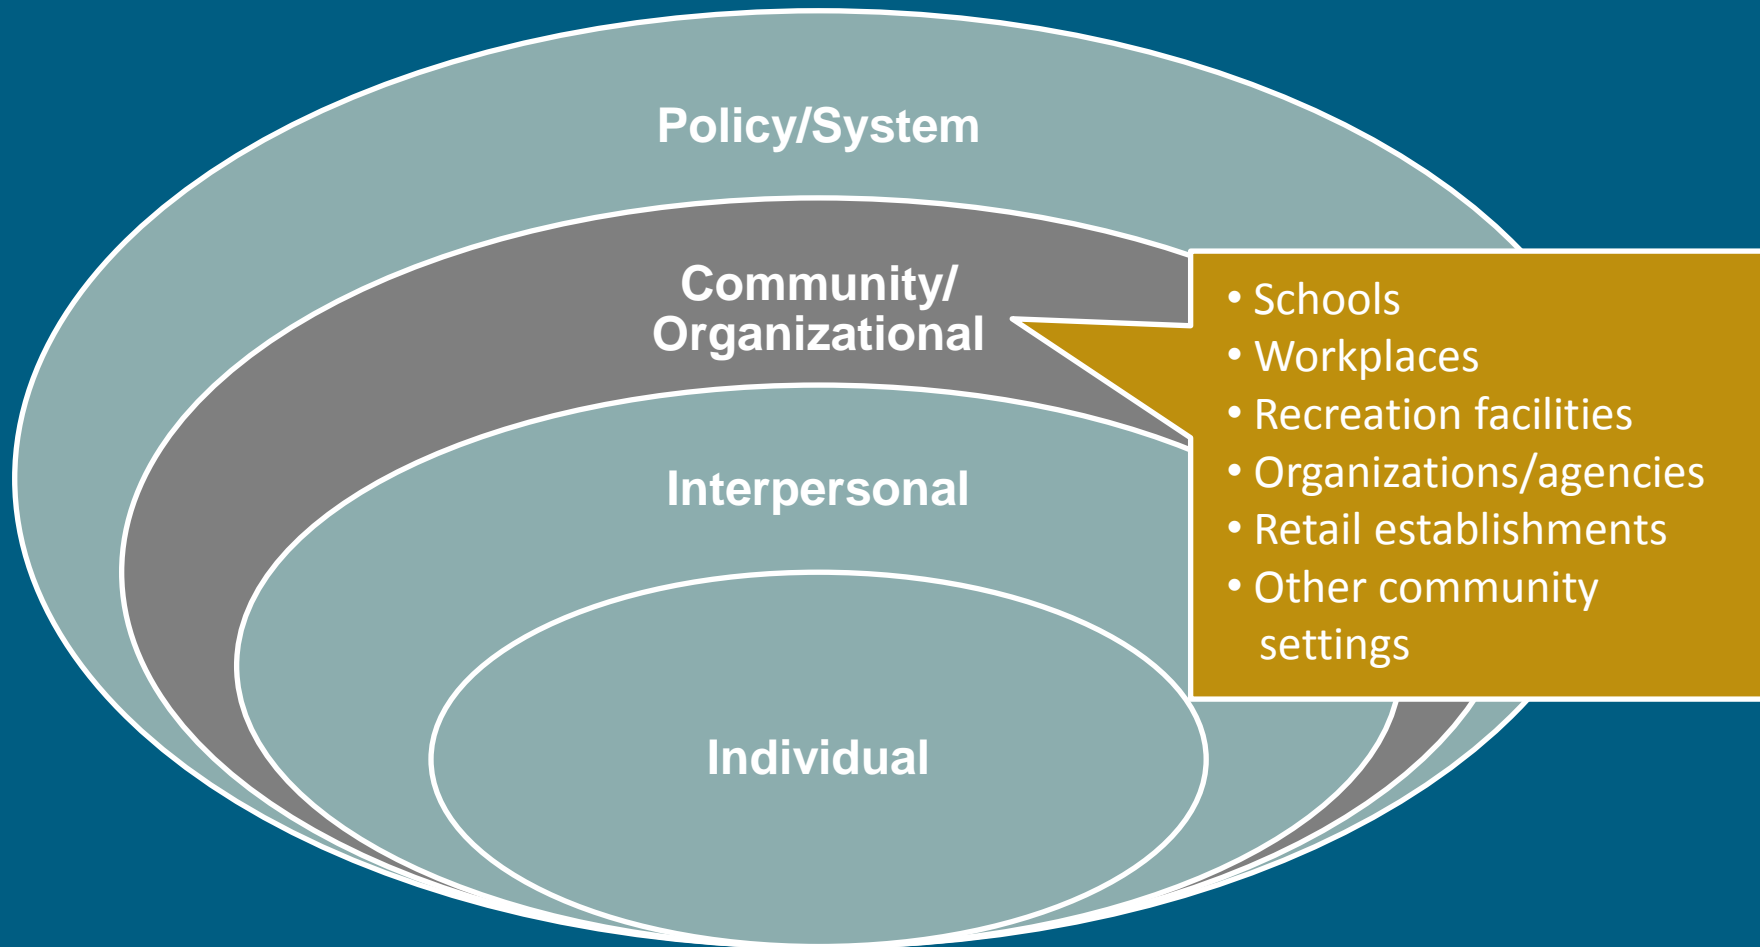 Policy/System
Community/
Organizational
• Schools
• Workplaces
• Recreation facilities
• Organizations/agencies
• Retail establishments
• Other community
settings
Interpersonal
Individual